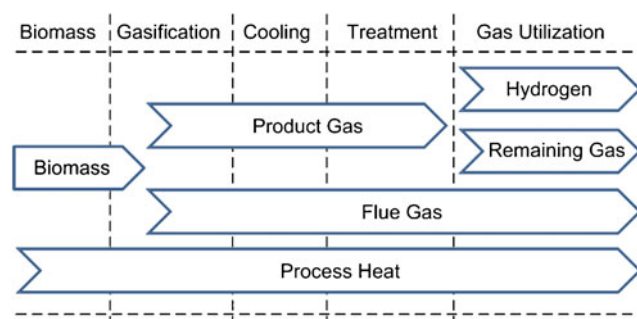 Biomass Gasification Cooling Treatment Gas Utilization
Hydrogen
Product Gas
Remaining Gas
Biomass
Flue Gas
Process Heat